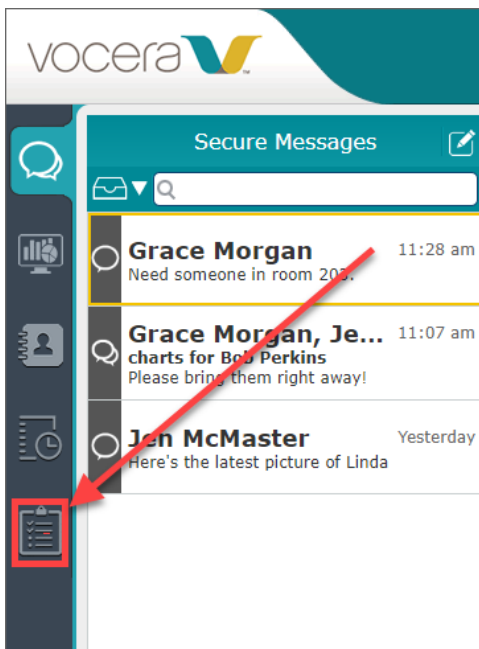 vocera
Secure Messages
Grace Morgan 11:28 am
Need someone in room 203.
Grace Morgan, Je... 11:07 am
charts for Bob Perkins
Please bring them right away!
Jen McMaster Yesterday
Here's the latest picture of Linda